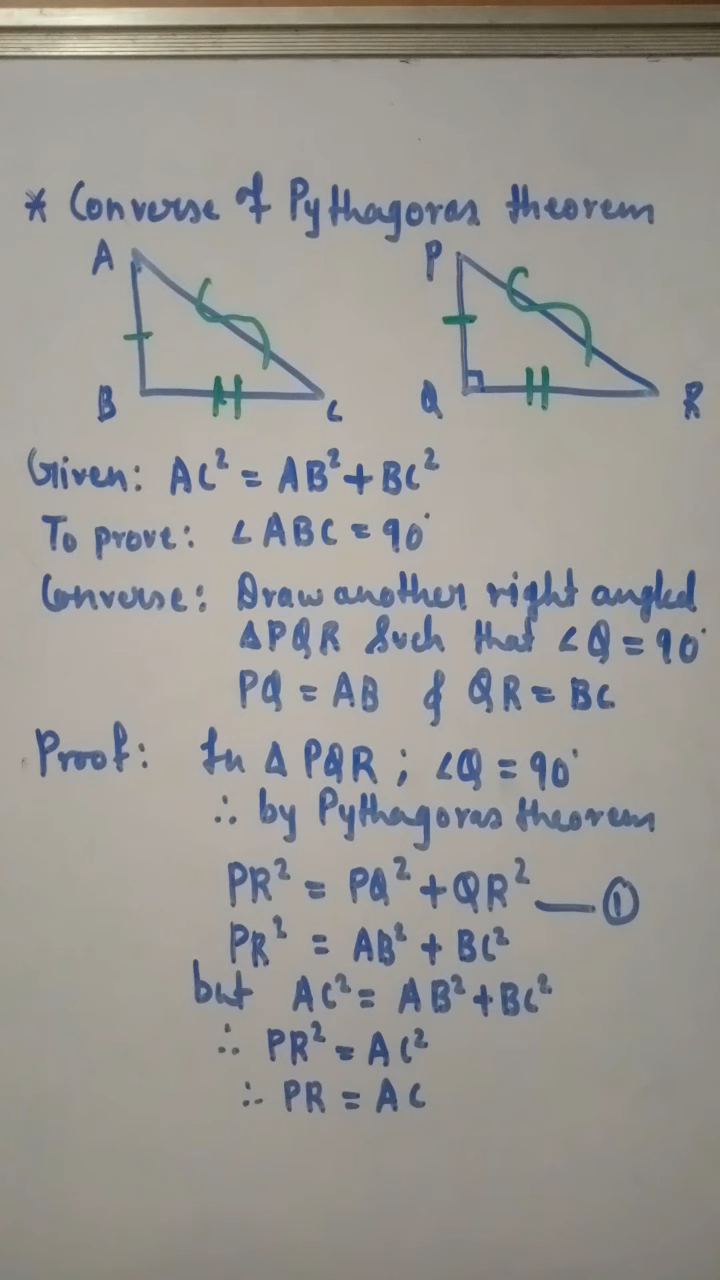 * Converse of Pythagoras theorem
A P
B C Q R
Given: AC² = AB² + BC²
To prove: ∠ABC = 90°
Converse: Draw another right angled
ΔPQR Such that ∠Q = 90°
PQ = AB & QR = BC
Proof: In Δ PQR ; ∠Q = 90°
∴ by Pythagoras theorem
PR² = PQ² + QR² — ①
PR² = AB² + BC²
but AC² = AB² + BC²
∴ PR² = AC²
∴ PR = AC